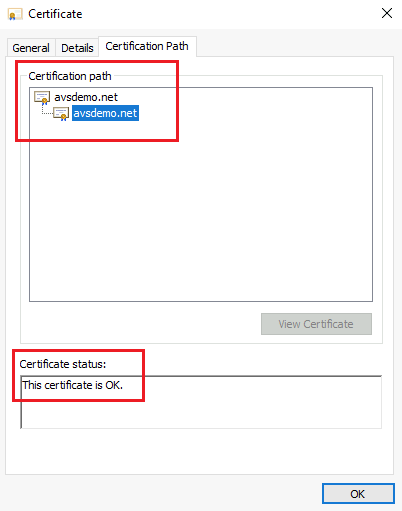 Certificate
General Details Certification Path
Certification path
avsdemo.net
avsdemo.net
View Certificate
Certificate status:
This certificate is OK.
OK